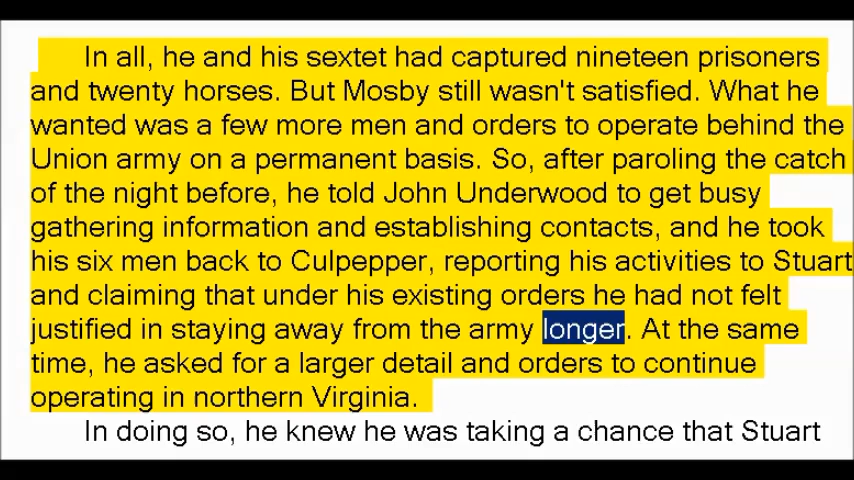 In all, he and his sextet had captured nineteen prisoners
and twenty horses. But Mosby still wasn't satisfied. What he
wanted was a few more men and orders to operate behind the
Union army on a permanent basis. So, after paroling the catch
of the night before, he told John Underwood to get busy
gathering information and establishing contacts, and he took
his six men back to Culpepper, reporting his activities to Stuart
and claiming that under his existing orders he had not felt
justified in staying away from the army longer. At the same
time, he asked for a larger detail and orders to continue
operating in northern Virginia.
In doing so, he knew he was taking a chance that Stuart